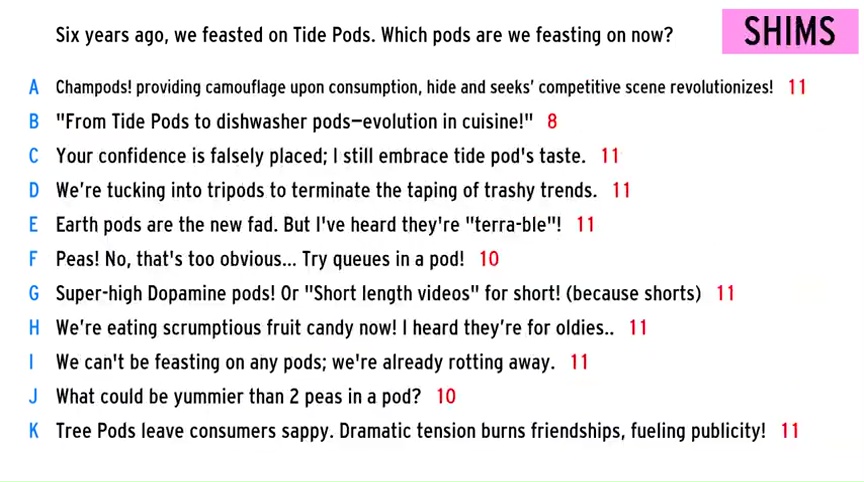 Six years ago, we feasted on Tide Pods. Which pods are we feasting on now?
SHIMS
A Champods! providing camouflage upon consumption, hide and seeks' competitive scene revolutionizes! 11
B "From Tide Pods to dishwasher pods—evolution in cuisine!" 8
C Your confidence is falsely placed; I still embrace tide pod's taste. 11
D We're tucking into tripods to terminate the taping of trashy trends. 11
E Earth pods are the new fad. But I've heard they're "terra-ble"! 11
F Peas! No, that's too obvious... Try queues in a pod! 10
G Super-high Dopamine pods! Or "Short length videos" for short! (because shorts) 11
H We're eating scrumptious fruit candy now! I heard they're for oldies.. 11
I We can't be feasting on any pods; we're already rotting away. 11
J What could be yummier than 2 peas in a pod? 10
K Tree Pods leave consumers sappy. Dramatic tension burns friendships, fueling publicity! 11